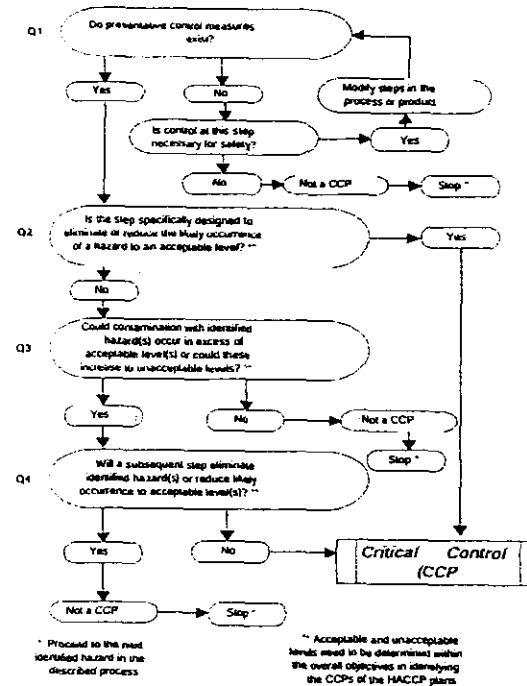 Q1
Do preventative control measures
exist?
Yes
No
Modify steps in the
process or product
Is control at this step
necessary for safety?
Yes
No
Not a CCP
Stop *
Q2
Is the step specifically designed to
eliminate or reduce the likely occurrence
of a hazard to an acceptable level? **
Yes
No
Q3
Could contamination with identified
hazard(s) occur in excess of
acceptable level(s) or could these
increase to unacceptable levels? **
Yes
No
Not a CCP
Stop *
Q4
Will a subsequent step eliminate
identified hazard(s) or reduce likely
occurrence to acceptable level(s)? **
Yes
No
Critical Control
(CCP
Not a CCP
Stop *
* Proceed to the next
identified hazard in the
described process
** Acceptable and unacceptable
levels need to be determined within
the overall objectives in identifying
the CCPs of the HACCP plans